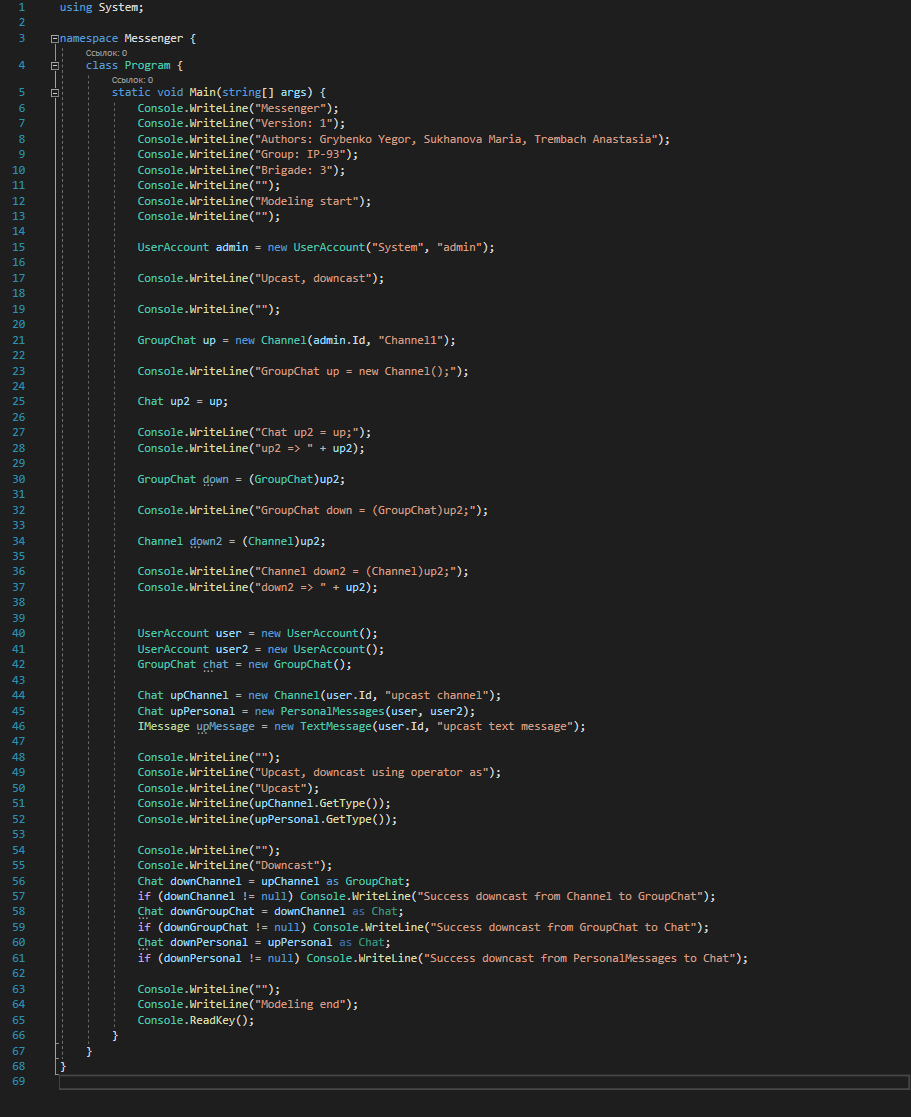 1 using System;
2
3 namespace Messenger {
Ссылок: 0
4 class Program {
Ссылок: 0
5 static void Main(string[] args) {
6 Console.WriteLine("Messenger");
7 Console.WriteLine("Version: 1");
8 Console.WriteLine("Authors: Grybenko Yegor, Sukhanova Maria, Trembach Anastasia");
9 Console.WriteLine("Group: IP-93");
10 Console.WriteLine("Brigade: 3");
11 Console.WriteLine("");
12 Console.WriteLine("Modeling start");
13 Console.WriteLine("");
14
15 UserAccount admin = new UserAccount("System", "admin");
16
17 Console.WriteLine("Upcast, downcast");
18
19 Console.WriteLine("");
20
21 GroupChat up = new Channel(admin.Id, "Channel1");
22
23 Console.WriteLine("GroupChat up = new Channel();");
24
25 Chat up2 = up;
26
27 Console.WriteLine("Chat up2 = up;");
28 Console.WriteLine("up2 => " + up2);
29
30 GroupChat down = (GroupChat)up2;
31
32 Console.WriteLine("GroupChat down = (GroupChat)up2;");
33
34 Channel down2 = (Channel)up2;
35
36 Console.WriteLine("Channel down2 = (Channel)up2;");
37 Console.WriteLine("down2 => " + up2);
38
39
40 UserAccount user = new UserAccount();
41 UserAccount user2 = new UserAccount();
42 GroupChat chat = new GroupChat();
43
44 Chat upChannel = new Channel(user.Id, "upcast channel");
45 Chat upPersonal = new PersonalMessages(user, user2);
46 IMessage upMessage = new TextMessage(user.Id, "upcast text message");
47
48 Console.WriteLine("");
49 Console.WriteLine("Upcast, downcast using operator as");
50 Console.WriteLine("Upcast");
51 Console.WriteLine(upChannel.GetType());
52 Console.WriteLine(upPersonal.GetType());
53
54 Console.WriteLine("");
55 Console.WriteLine("Downcast");
56 Chat downChannel = upChannel as GroupChat;
57 if (downChannel != null) Console.WriteLine("Success downcast from Channel to GroupChat");
58 Chat downGroupChat = downChannel as Chat;
59 if (downGroupChat != null) Console.WriteLine("Success downcast from GroupChat to Chat");
60 Chat downPersonal = upPersonal as Chat;
61 if (downPersonal != null) Console.WriteLine("Success downcast from PersonalMessages to Chat");
62
63 Console.WriteLine("");
64 Console.WriteLine("Modeling end");
65 Console.ReadKey();
66 }
67 }
68 }
69